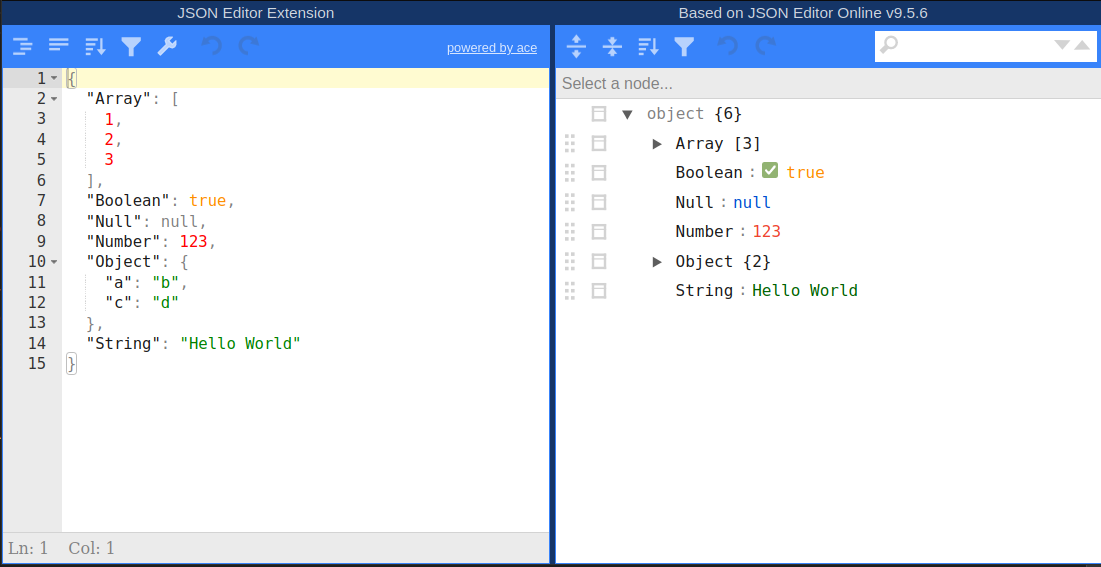 JSON Editor Extension
powered by ace
1 {
2 "Array": [
3 1,
4 2,
5 3
6 ],
7 "Boolean": true,
8 "Null": null,
9 "Number": 123,
10 "Object": {
11 "a": "b",
12 "c": "d"
13 },
14 "String": "Hello World"
15 }
Ln: 1 Col: 1
Based on JSON Editor Online v9.5.6
Select a node...
object {6}
Array [3]
Boolean : true
Null : null
Number : 123
Object {2}
String : Hello World